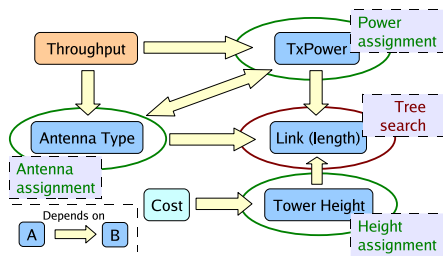 Power
assignment
Throughput
TxPower
Tree
search
Antenna Type
Link (length)
Antenna
assignment
Cost
Tower Height
Depends on
A
B
Height
assignment